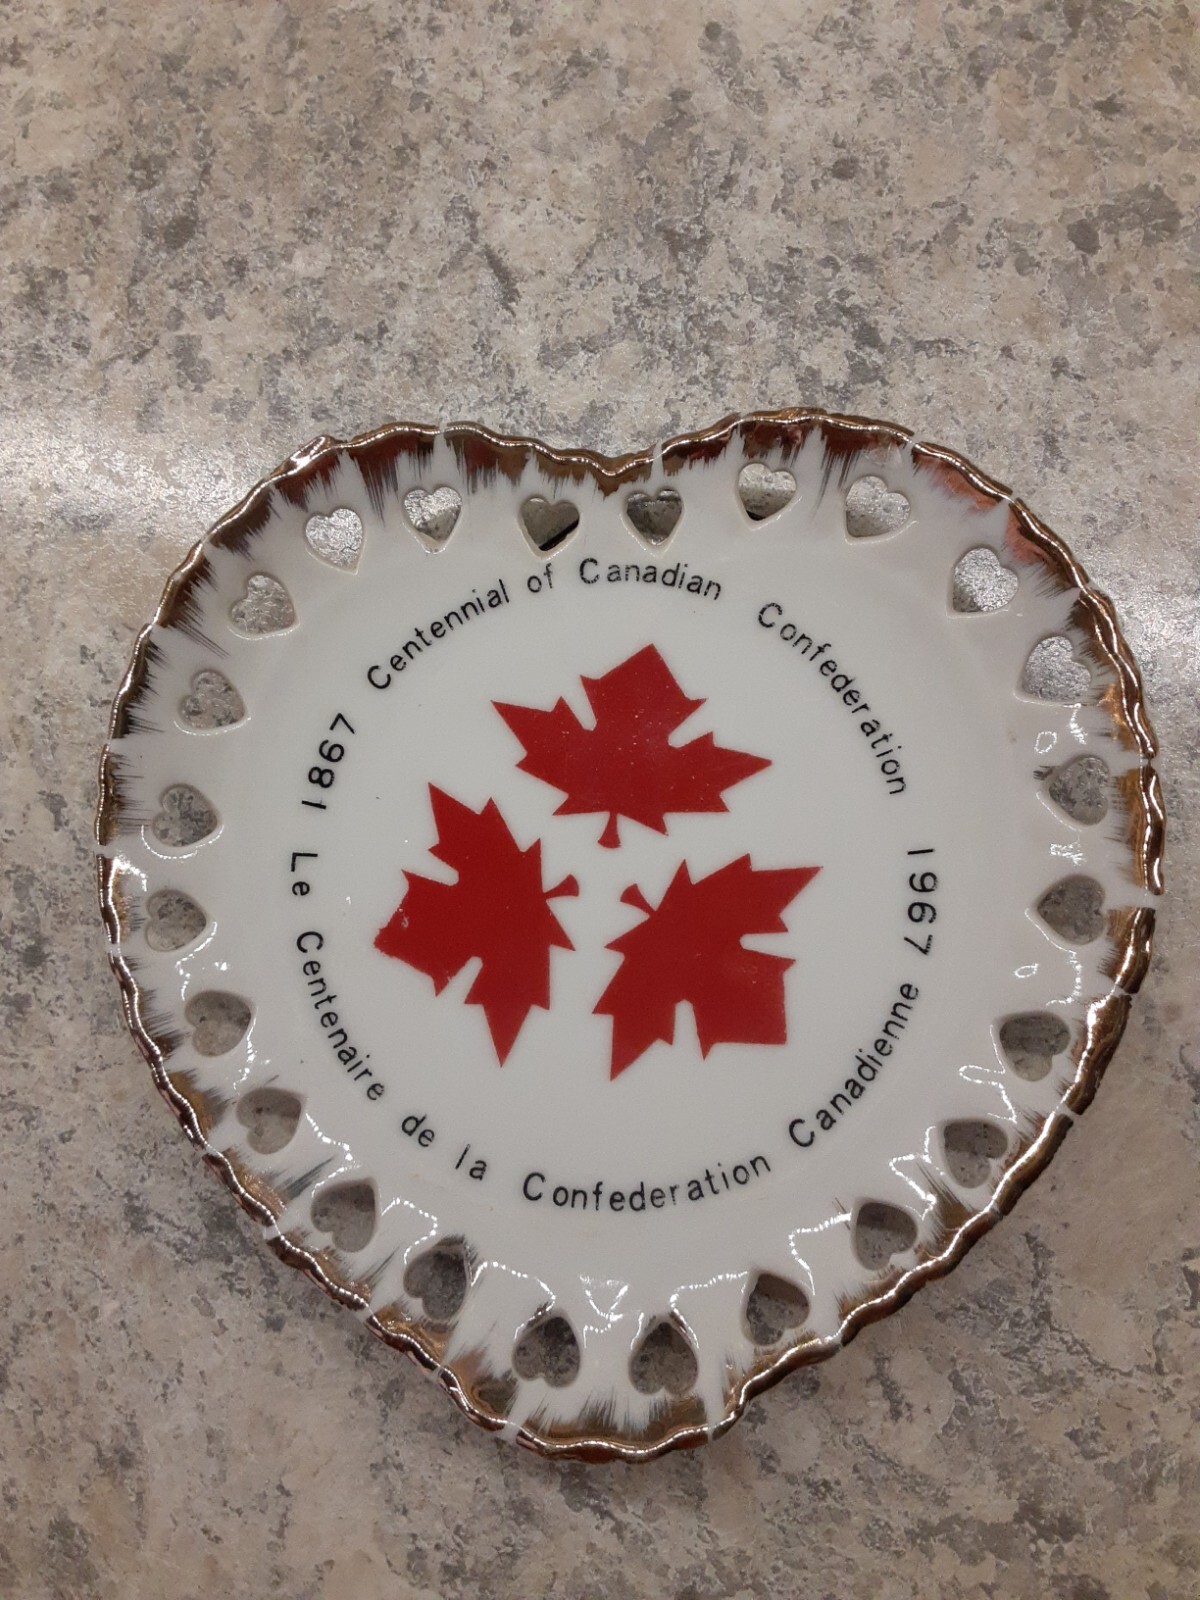 1867 Centennial of Canadian Confederation 1967
Le Centenaire de la Confederation Canadienne